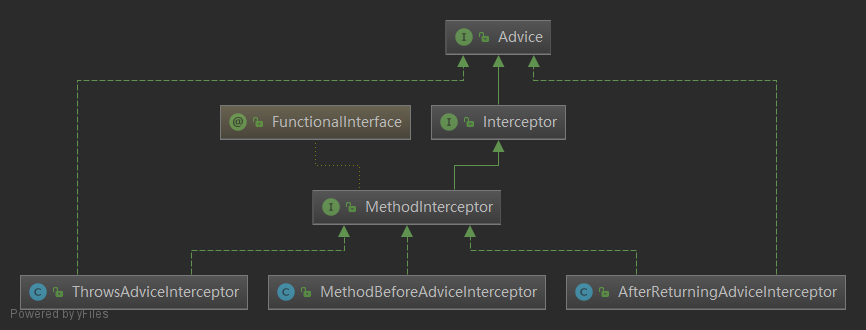 Advice
@ FunctionalInterface
I Interceptor
I MethodInterceptor
C ThrowsAdviceInterceptor
C MethodBeforeAdviceInterceptor
C AfterReturningAdviceInterceptor
Powered by yFiles